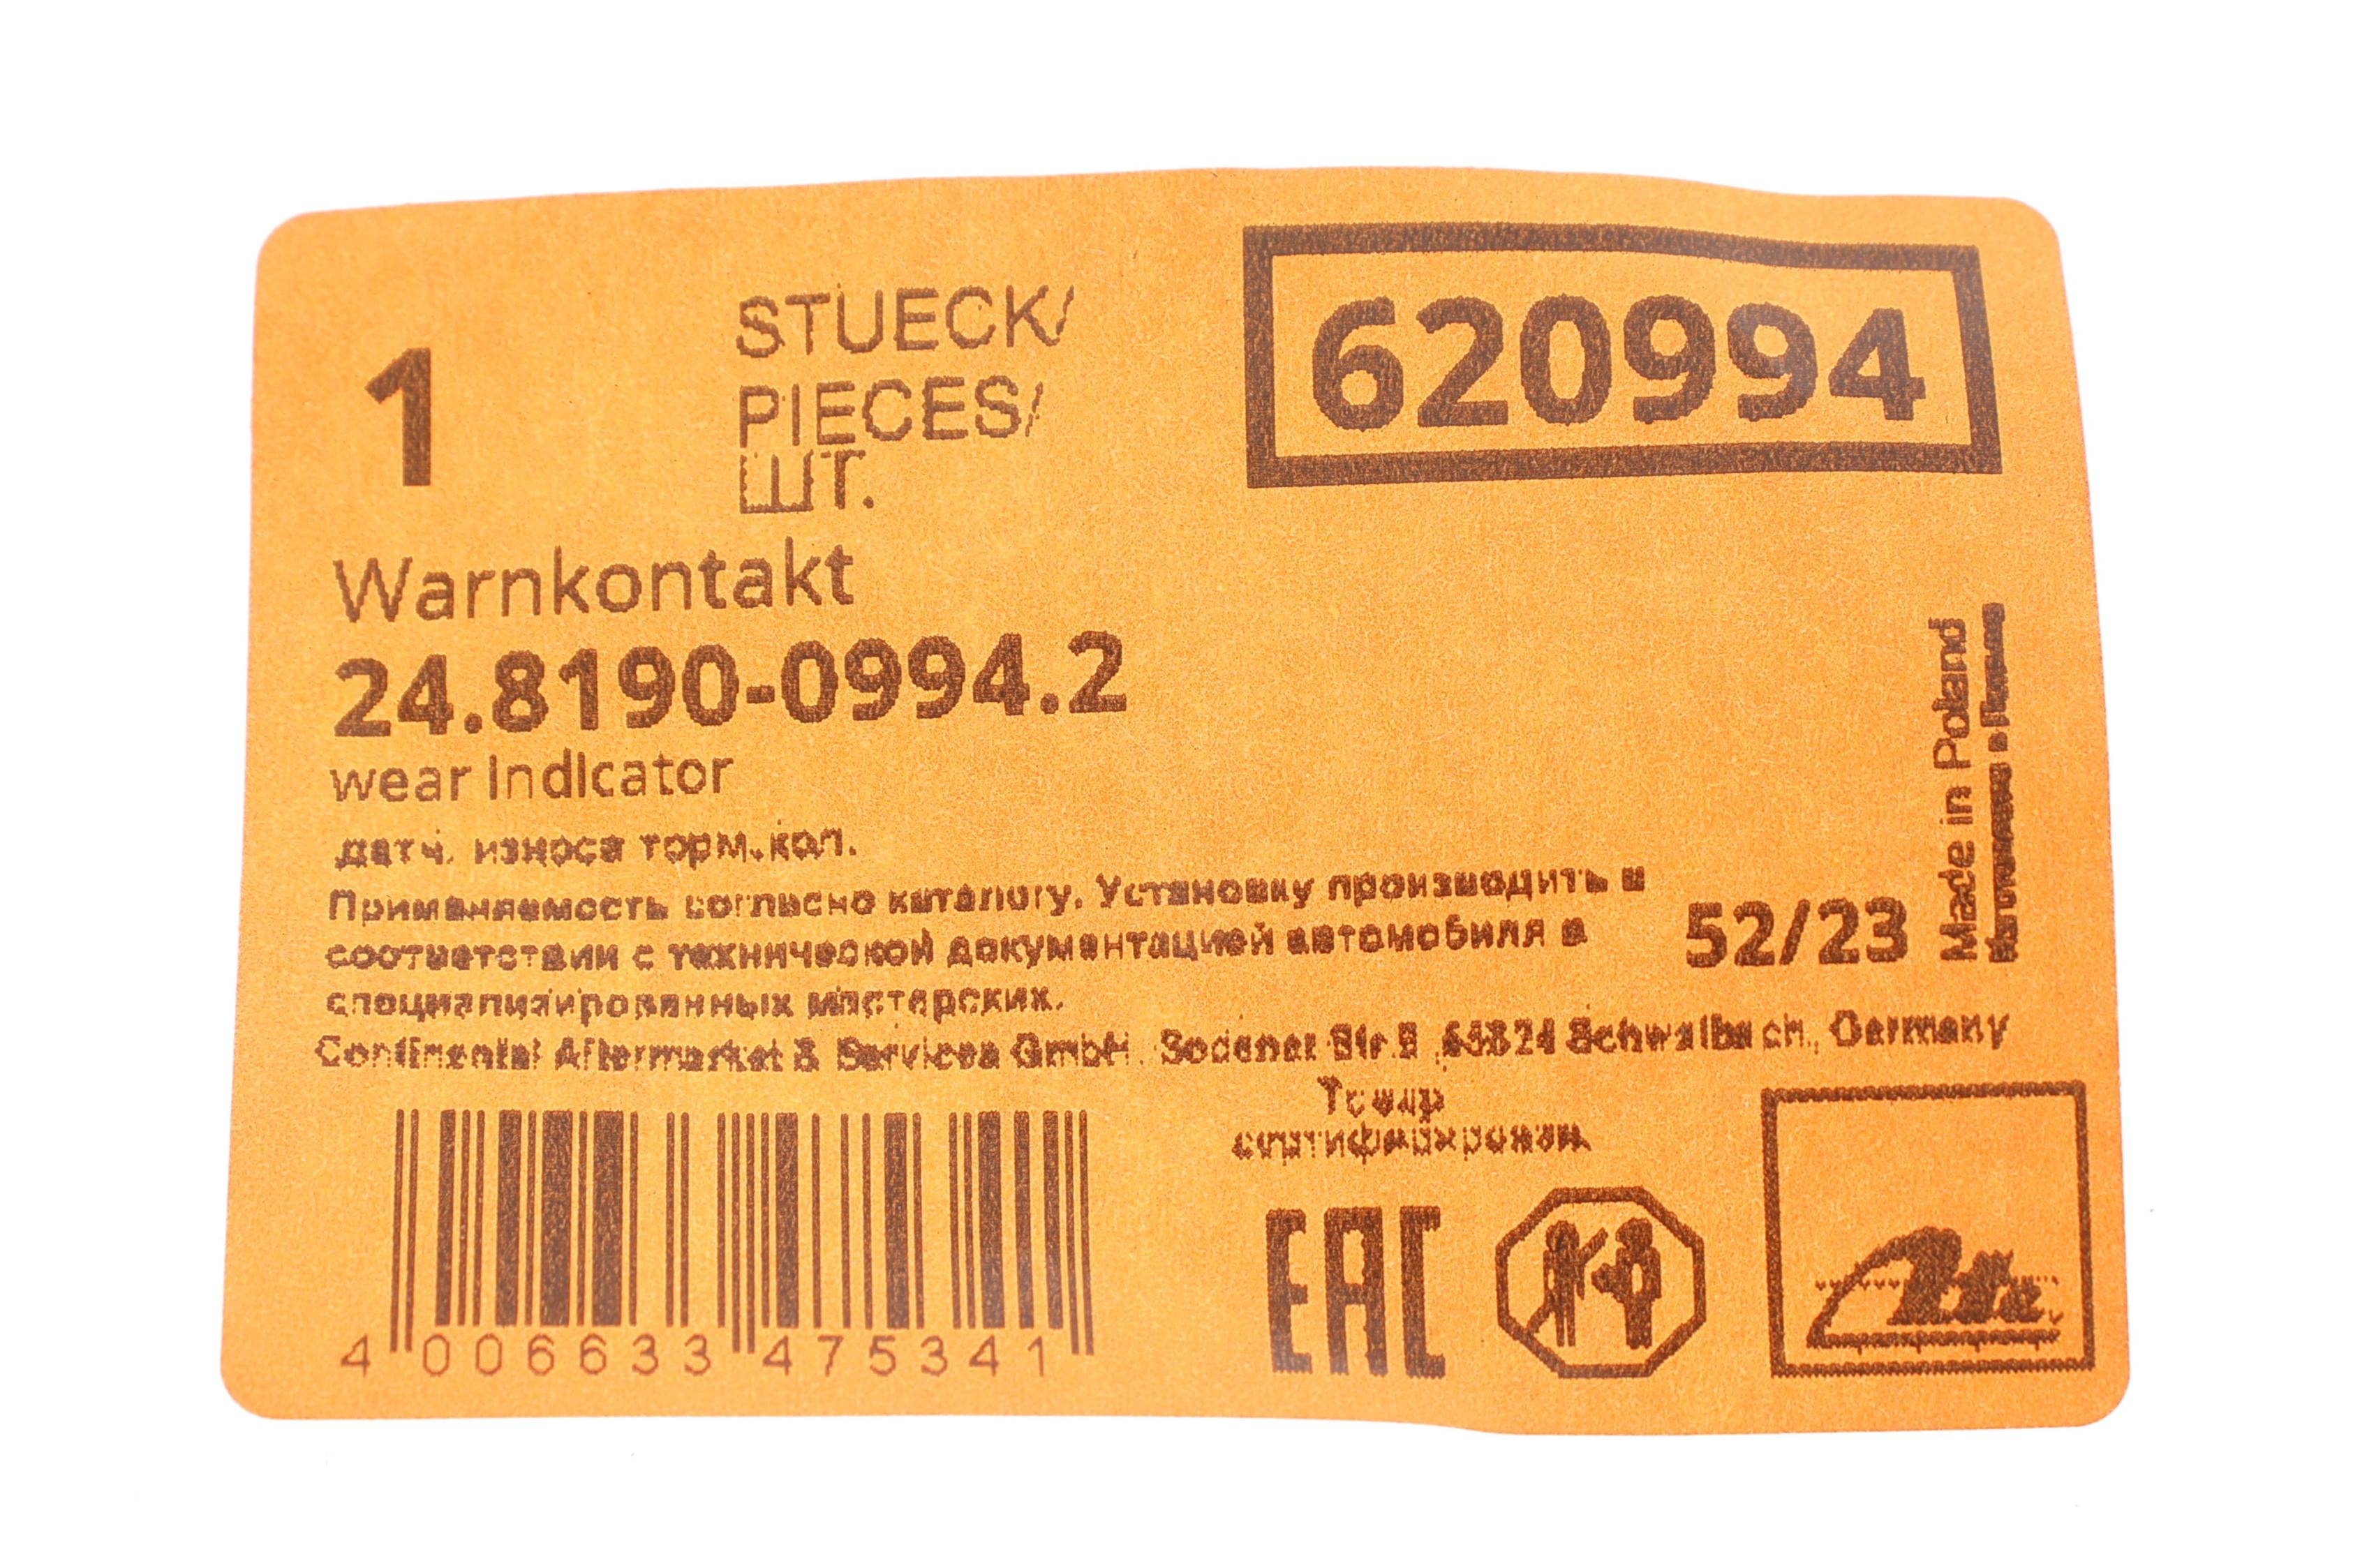 1
STUECK/
PIECES/
ШТ.
620994
Warnkontakt
24.8190-0994.2
wear Indicator
датч. износа торм.кол.
Применяемость согласно каталогу. Установку производить в
соответствии с технической документацией автомобиля в
специализированных мастерских.
52/23
Made in Poland
Continental Aftermarket & Services GmbH Sodener Str.9 ,65824 Schwalbach, Germany
Товар
сертифицирован
4 006633 475341
EAC
Ate